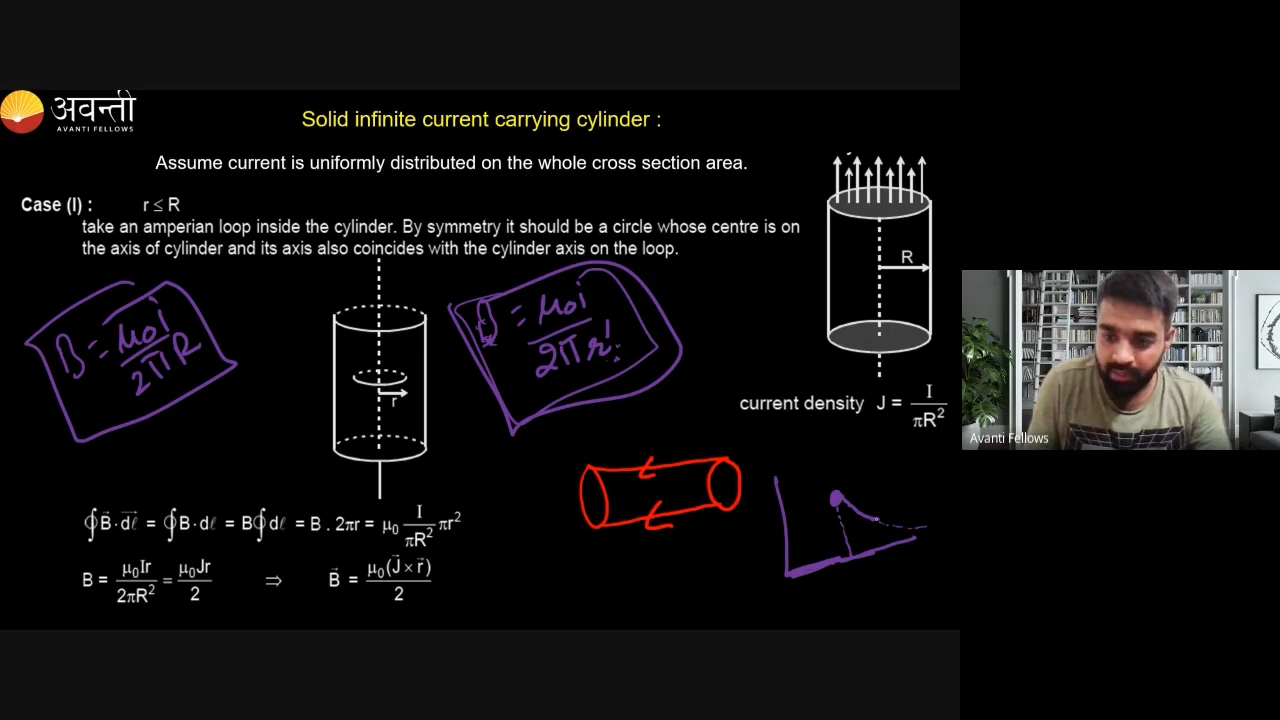 अवन्ती
AVANTI FELLOWS
Solid infinite current carrying cylinder :
Assume current is uniformly distributed on the whole cross section area.
Case (I) : r ≤ R
take an amperian loop inside the cylinder. By symmetry it should be a circle whose centre is on
the axis of cylinder and its axis also coincides with the cylinder axis on the loop.
R
B = μ₀i / 2πR
= μ₀i / 2πr
r
current density J = I / πR²
Avanti Fellows
∮B⃗·dℓ⃗ = ∮B·dℓ = B∮dℓ = B . 2πr = μ₀ I / πR² πr²
B = μ₀Ir / 2πR² = μ₀Jr / 2 ⇒ B⃗ = μ₀(J⃗ × r⃗) / 2